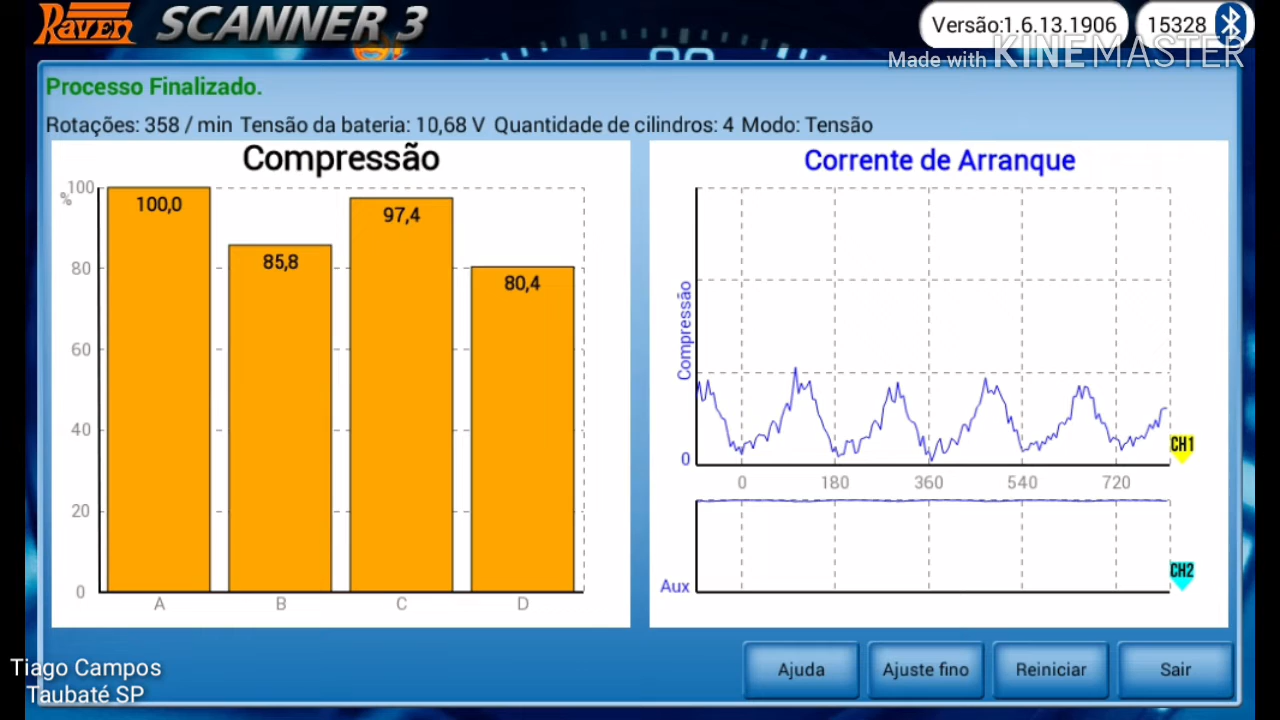 RAVEN SCANNER 3
Versão:1.6.13.1906
15328
Made with KINEMASTER
Processo Finalizado.
Rotações: 358 / min Tensão da bateria: 10,68 V Quantidade de cilindros: 4 Modo: Tensão
Compressão
%
100
80
60
40
20
0
100,0
85,8
97,4
80,4
A B C D
Corrente de Arranque
Compressão
0
CH1
0 180 360 540 720
Aux
CH2
Tiago Campos
Taubaté SP
Ajuda
Ajuste fino
Reiniciar
Sair